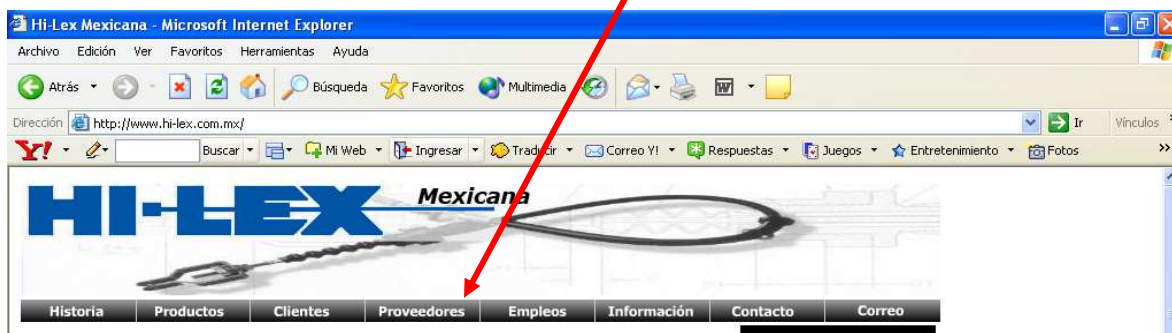 Hi-Lex Mexicana - Microsoft Internet Explorer
Archivo Edición Ver Favoritos Herramientas Ayuda
Atrás Búsqueda Favoritos Multimedia
Dirección http://www.hi-lex.com.mx/ Ir Vínculos
Y! Buscar Mi Web Ingresar Traducir Correo Y! Respuestas Juegos Entretenimiento Fotos »
HI-LEX Mexicana
Historia Productos Clientes Proveedores Empleos Información Contacto Correo